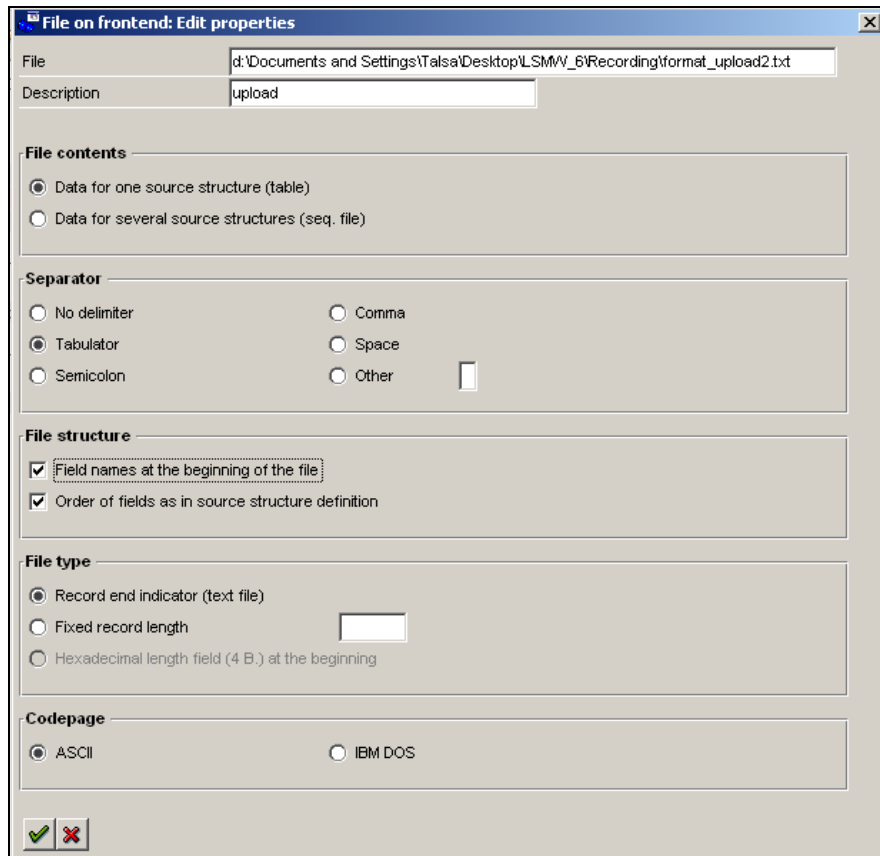 File on frontend: Edit properties
File d:\Documents and Settings\Talsa\Desktop\LSMW_6\Recording\format_upload2.txt
Description upload
File contents
Data for one source structure (table)
Data for several source structures (seq. file)
Separator
No delimiter Comma
Tabulator Space
Semicolon Other
File structure
Field names at the beginning of the file
Order of fields as in source structure definition
File type
Record end indicator (text file)
Fixed record length
Hexadecimal length field (4 B.) at the beginning
Codepage
ASCII IBM DOS